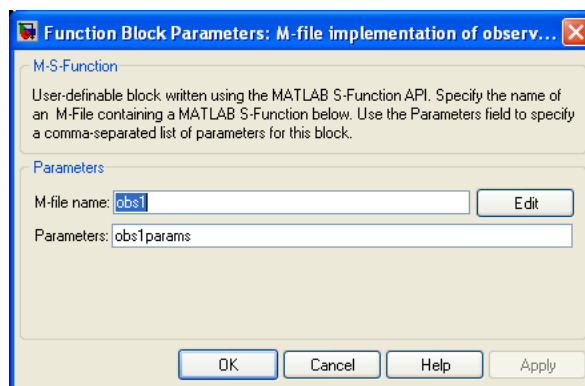 Function Block Parameters: M-file implementation of observ...
M-S-Function
User-definable block written using the MATLAB S-Function API. Specify the name of
an M-File containing a MATLAB S-Function below. Use the Parameters field to specify
a comma-separated list of parameters for this block.
Parameters
M-file name: obs1 Edit
Parameters: obs1params
OK Cancel Help Apply